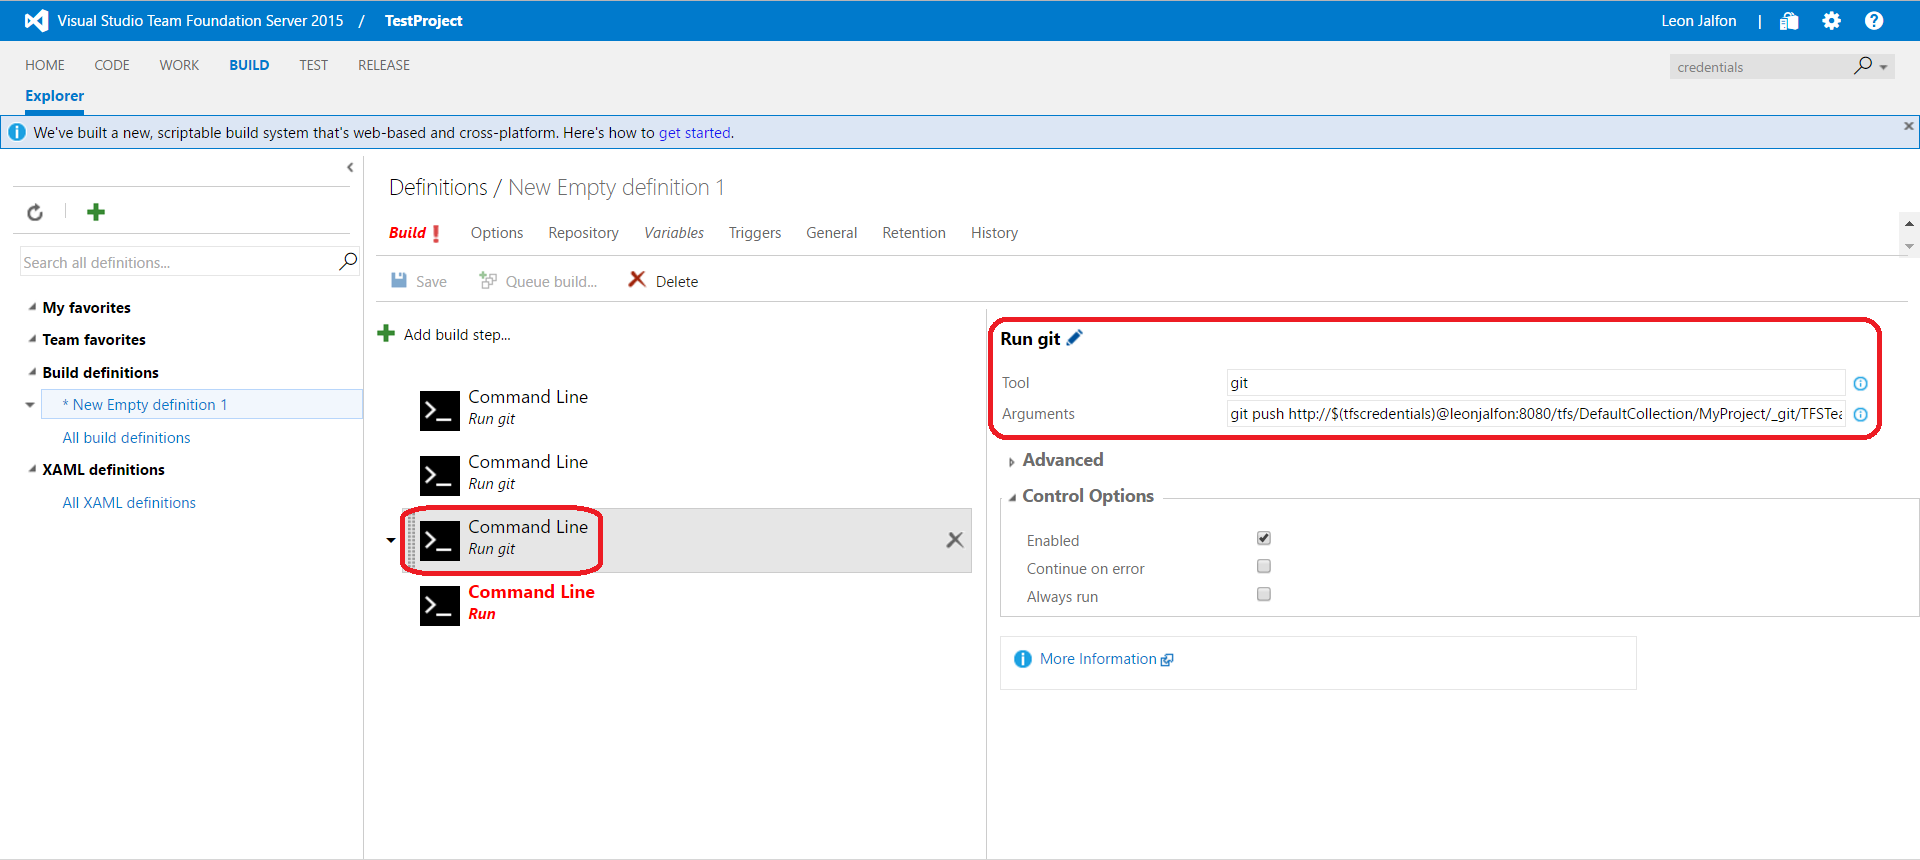 Visual Studio Team Foundation Server 2015 / TestProject
Leon Jalfon |
HOME CODE WORK BUILD TEST RELEASE
credentials
Explorer
We've built a new, scriptable build system that's web-based and cross-platform. Here's how to get started.
Search all definitions...
My favorites
Team favorites
Build definitions
* New Empty definition 1
All build definitions
XAML definitions
All XAML definitions
Definitions / New Empty definition 1
Build Options Repository Variables Triggers General Retention History
Save Queue build... Delete
Add build step...
Command Line
Run git
Command Line
Run git
Command Line
Run git
Command Line
Run
Run git
Tool git
Arguments git push http://$(tfscredentials)@leonjalfon:8080/tfs/DefaultCollection/MyProject/_git/TFSTea
Advanced
Control Options
Enabled
Continue on error
Always run
More Information